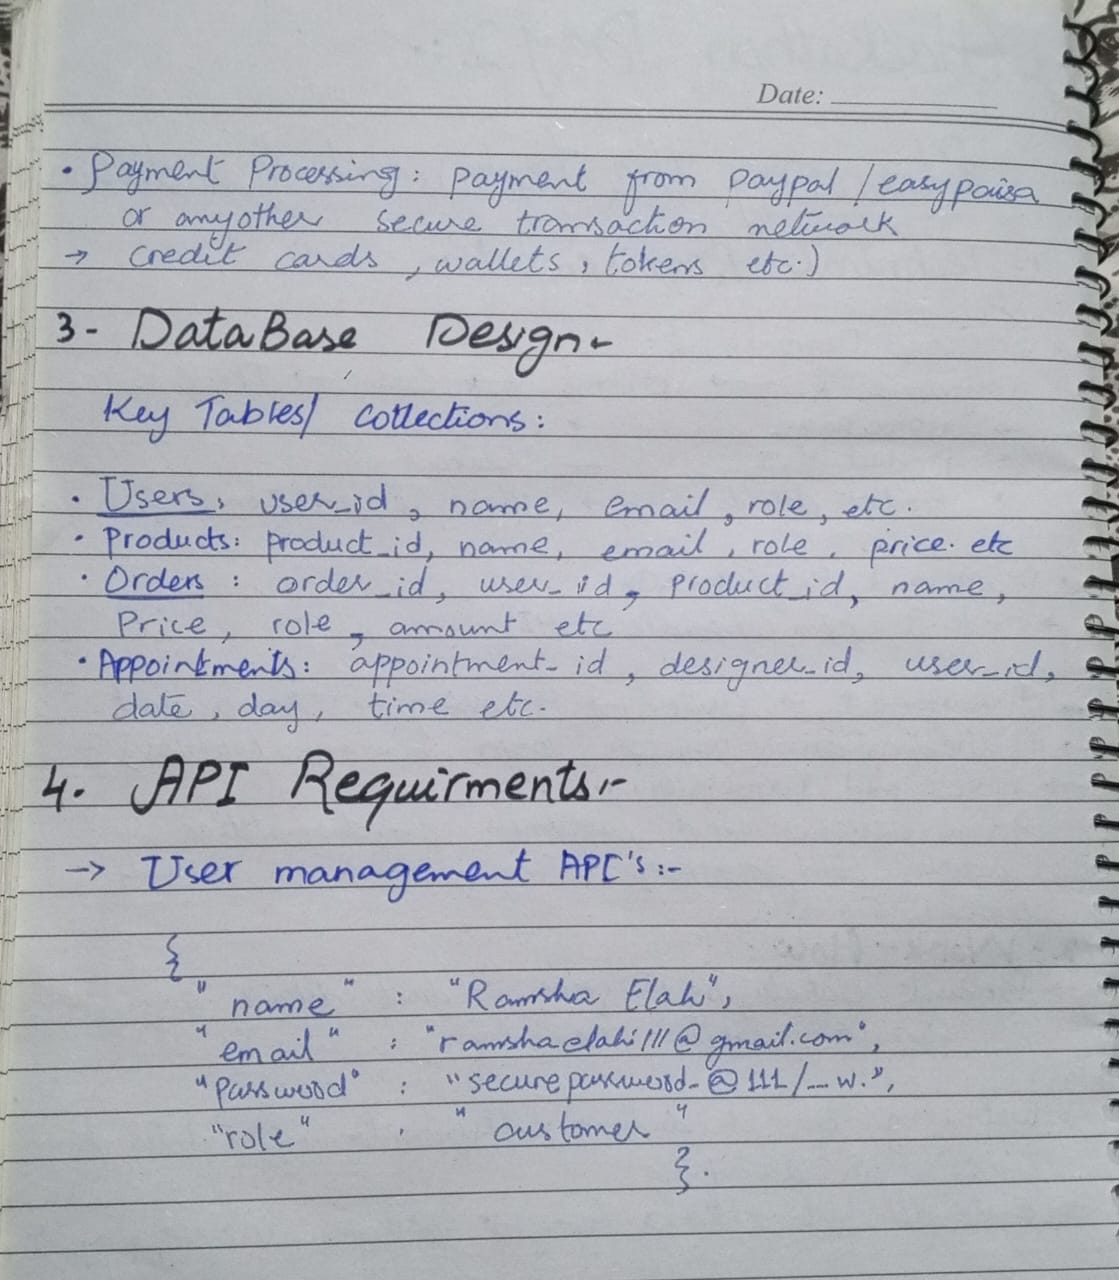 Date:
• Payment Processing: payment from paypal / easypaisa
or anyother secure transaction network
→ credit cards , wallets , tokens etc.)
3- DataBase Design:-
Key Tables/ collections:
• Users: user_id , name, email , role , etc.
• Products: product_id, name, email , role , price. etc
• Orders : order_id, user_id, product_id, name,
Price , role , amount etc
• Appointments: appointment_id , designer_id, user_id,
date , day , time etc.
4. API Requirments:-
→ User management API's:-
{
"name" : "Ramsha Elahi",
"email" : "ramshaelahi111@gmail.com",
"Password" : "secure password-@111/_w.",
"role" : "customer"
}.